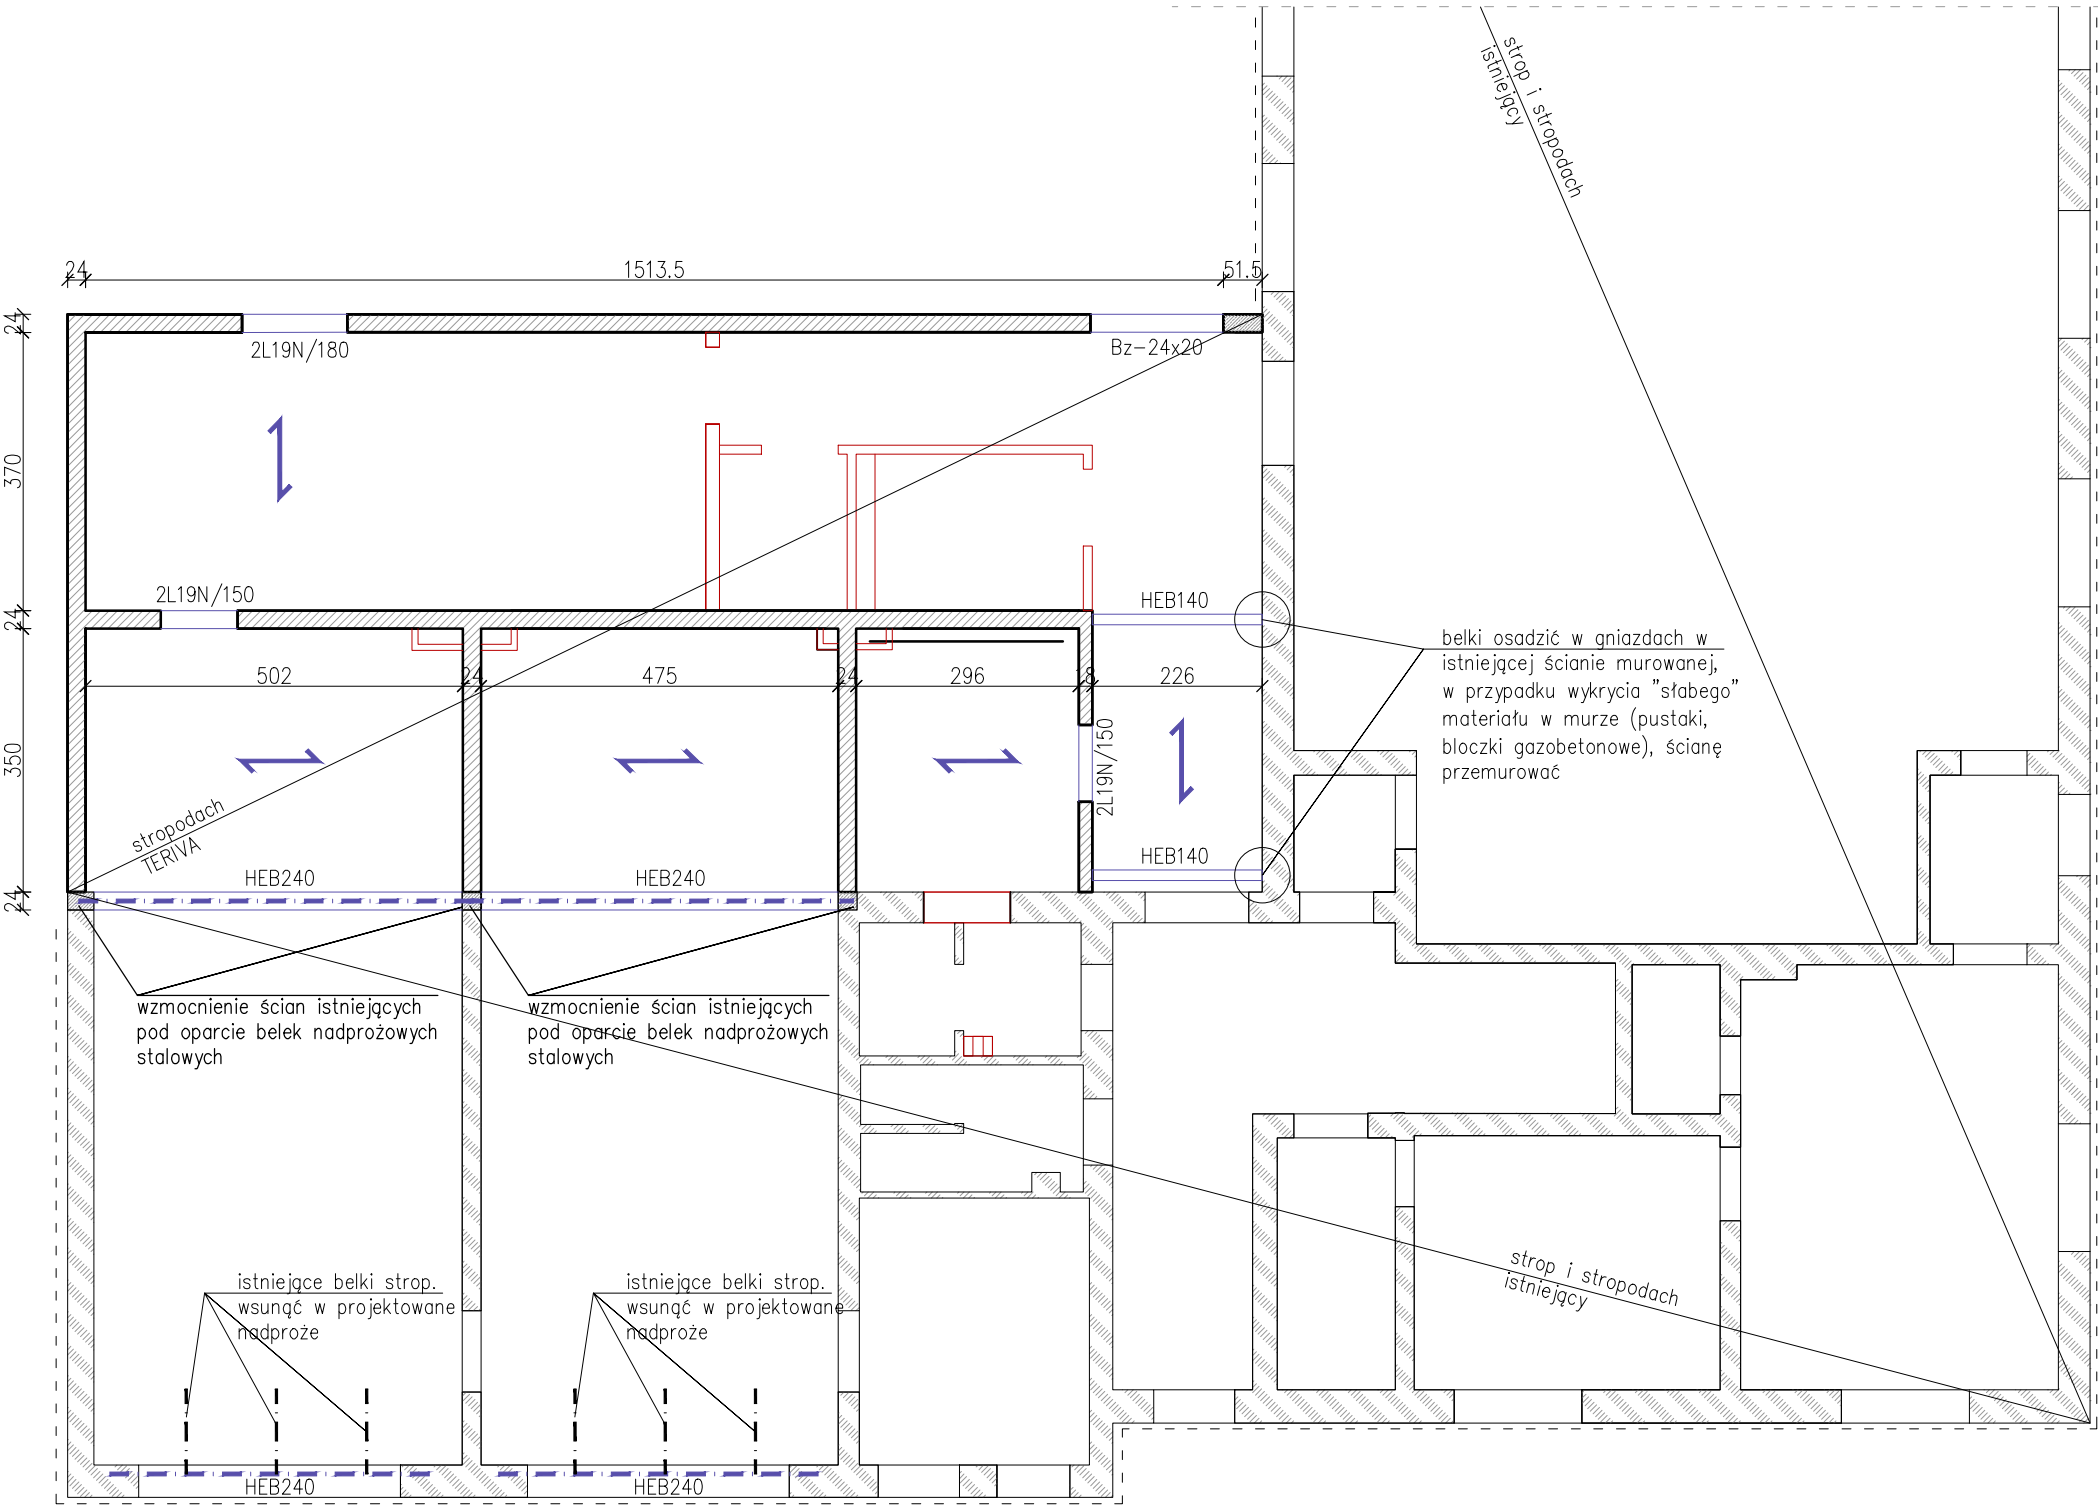 strop i stropodach
istniejący
24
1513.5
51.5
24
2L19N/180
Bz-24x20
370
2L19N/150
24
HEB140
belki osadzić w gniazdach w
istniejącej ścianie murowanej,
w przypadku wykrycia "słabego"
materiału w murze (pustaki,
bloczki gazobetonowe), ścianę
przemurować
502
24
475
24
296
18
226
350
2L19N/150
stropodach
TERIVA
HEB240
HEB240
HEB140
24
wzmocnienie ścian istniejących
pod oparcie belek nadprożowych
stalowych
wzmocnienie ścian istniejących
pod oparcie belek nadprożowych
stalowych
strop i stropodach
istniejący
istniejące belki strop.
wsunąć w projektowane
nadproże
istniejące belki strop.
wsunąć w projektowane
nadproże
HEB240
HEB240